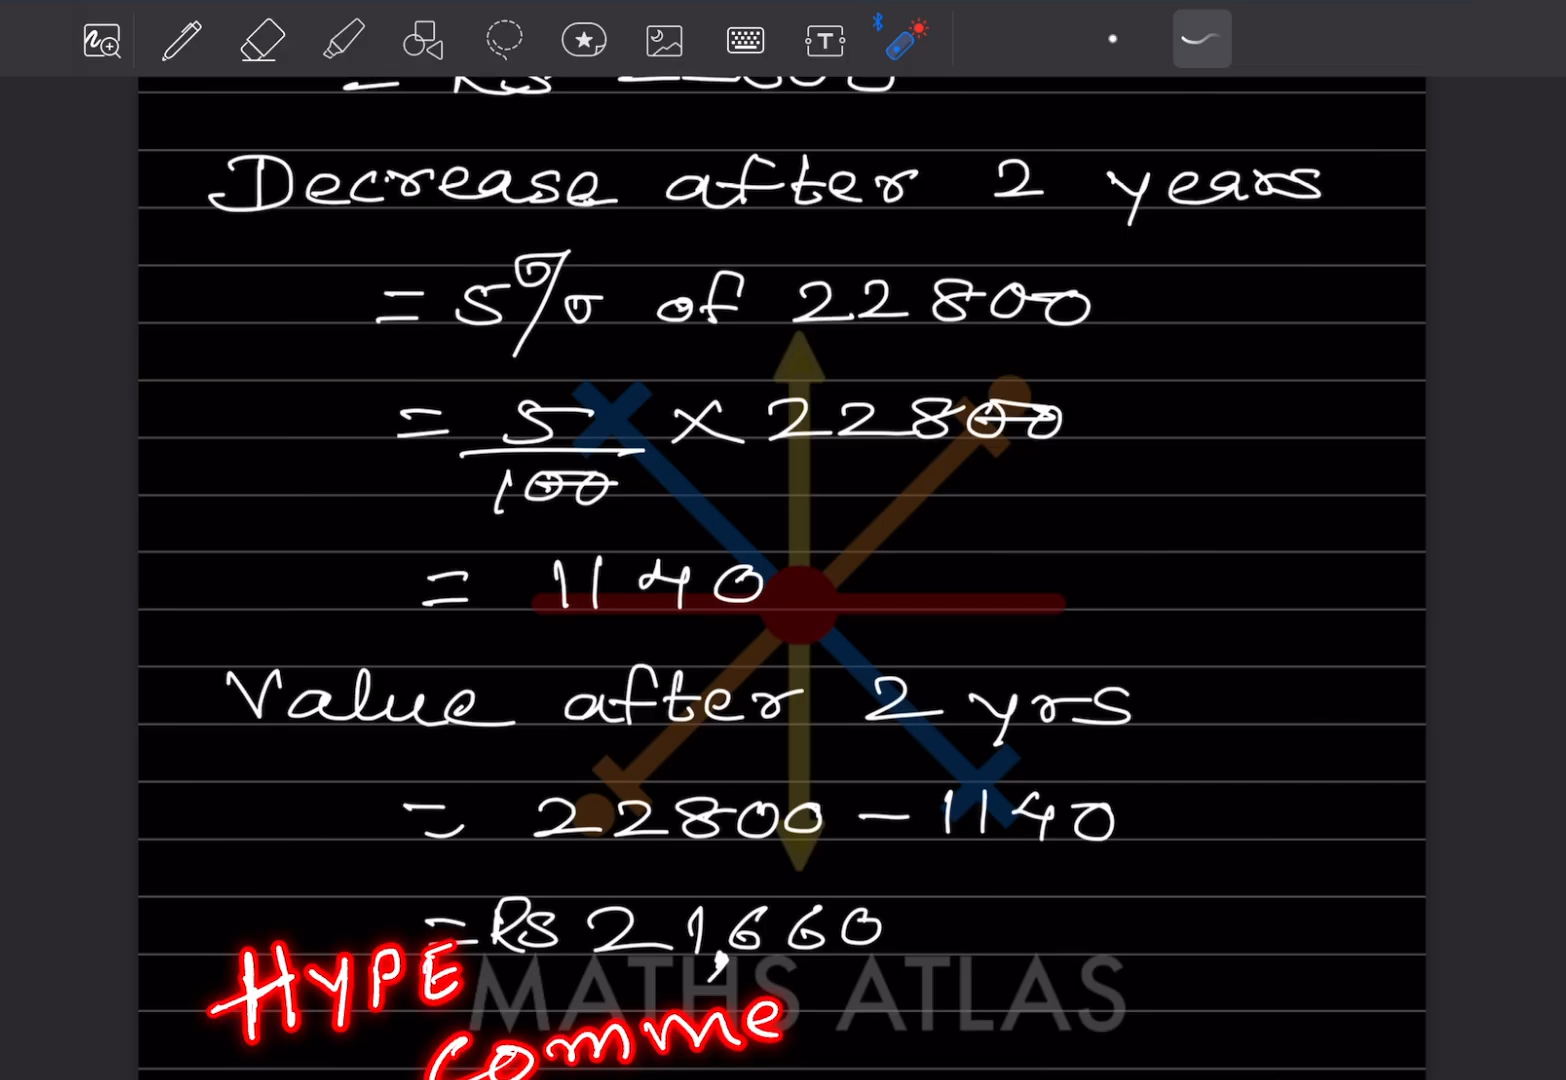 Decrease after 2 years
= 5% of 22800
= 5/100 × 22800
= 1140
Value after 2 yrs
= 22800 - 1140
= Rs 21,660
HYPE
comme
MATHS ATLAS